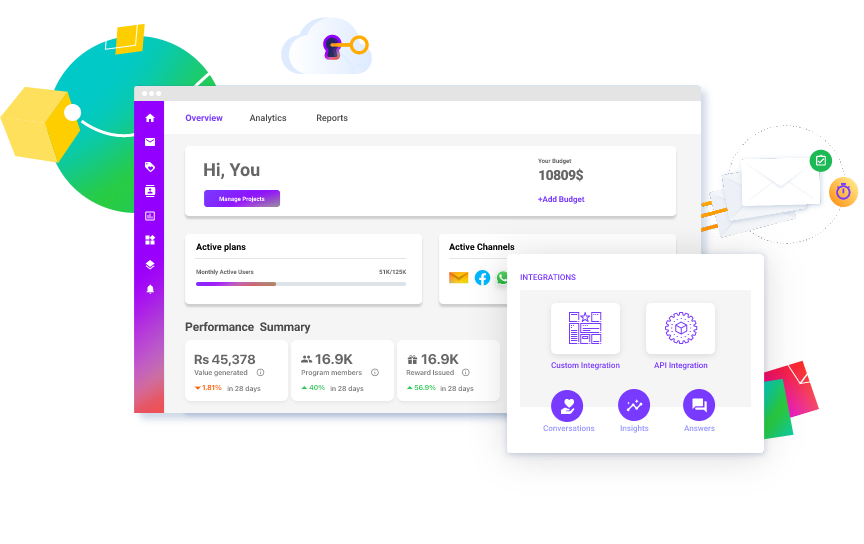 Overview
Analytics
Reports
Hi, You
Manage Projects
Your Budget
10809$
+Add Budget
Active plans
Monthly Active Users
51K/125K
Active Channels
Performance Summary
Rs 45,378
Value generated
1.81%
in 28 days
16.9K
Program members
40%
in 28 days
16.9K
Reward Issued
56.9%
in 28 days
INTEGRATIONS
Custom Integration
API Integration
Conversations
Insights
Answers